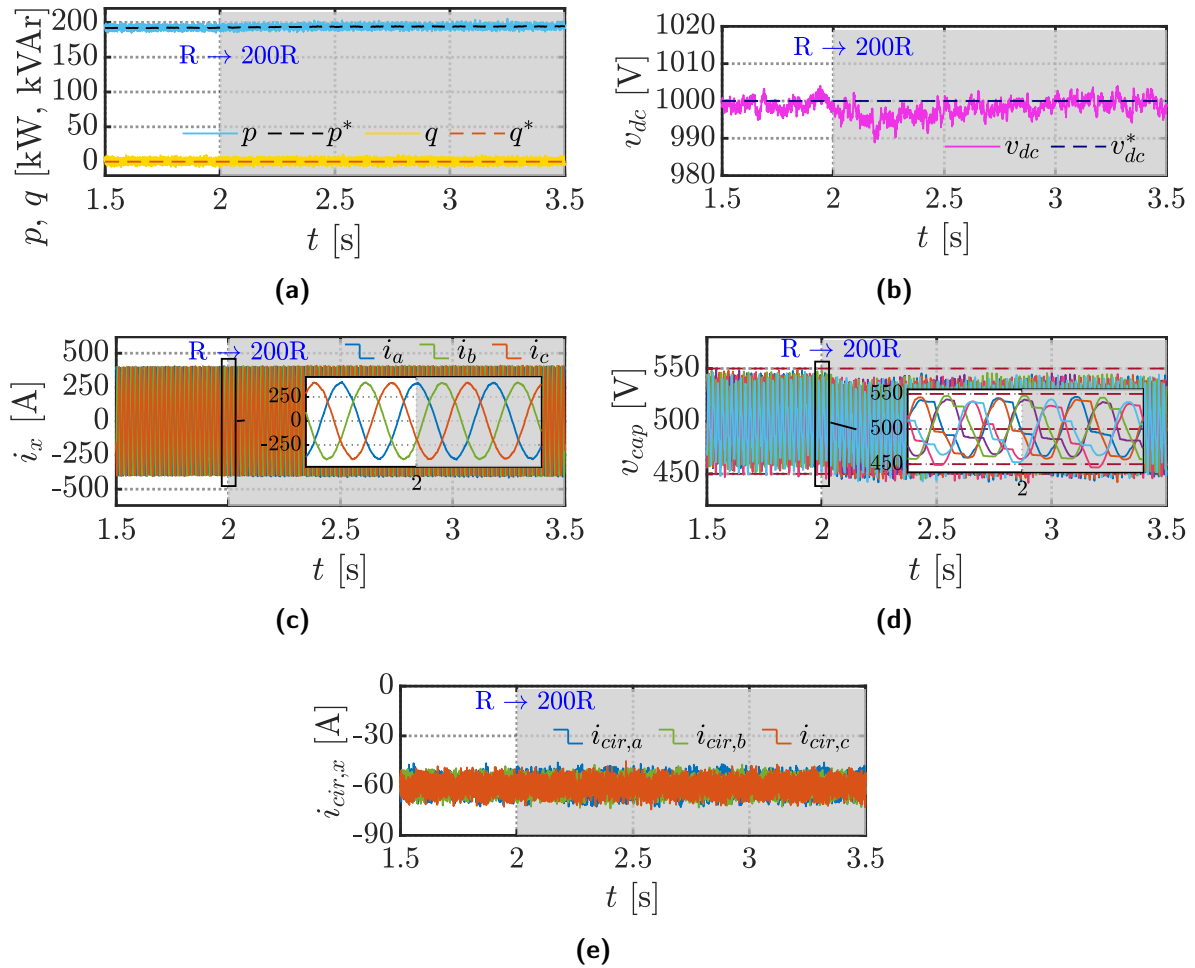 p, q [kW, kVAr]
200
150
100
50
0
R → 200R
p p* q q*
1.5 2 2.5 3 3.5
t [s]
(a)
v_dc [V]
1020
1010
1000
990
980
R → 200R
v_dc v*_dc
1.5 2 2.5 3 3.5
t [s]
(b)
i_x [A]
500
250
0
-250
-500
R → 200R
i_a i_b i_c
250
0
-250
2
1.5 2 2.5 3 3.5
t [s]
(c)
v_cap [V]
550
500
450
R → 200R
550
500
450
2
1.5 2 2.5 3 3.5
t [s]
(d)
i_cir,x [A]
0
-30
-60
-90
R → 200R
i_cir,a i_cir,b i_cir,c
1.5 2 2.5 3 3.5
t [s]
(e)